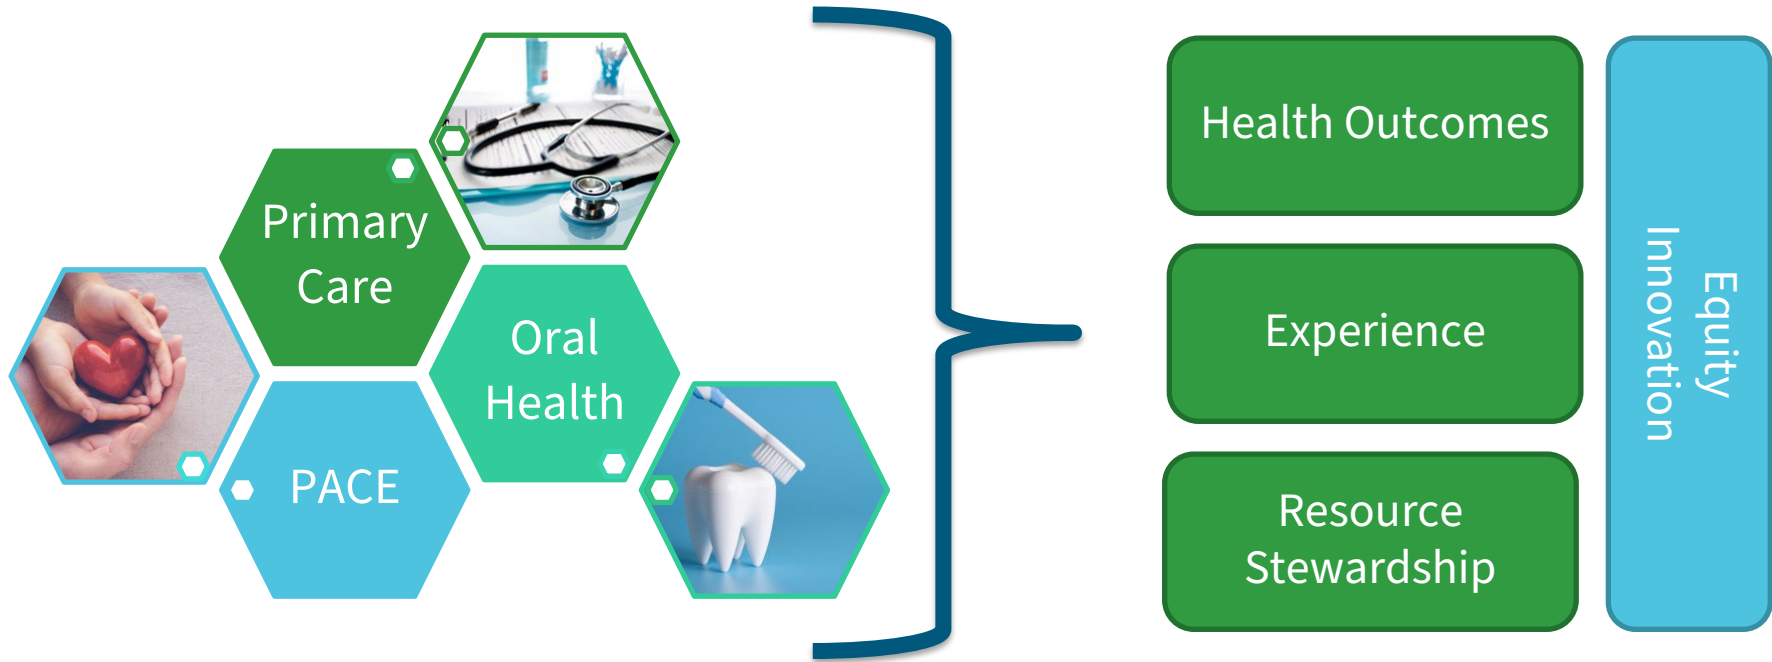 Primary
Care
Oral
Health
PACE
Health Outcomes
Experience
Resource
Stewardship
Equity
Innovation